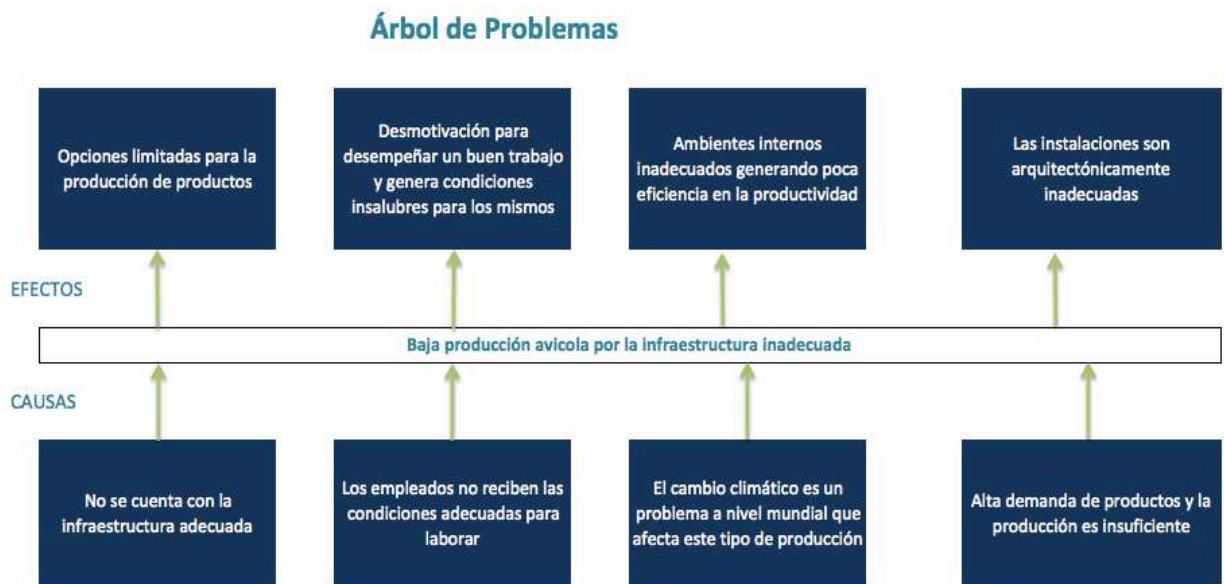 Árbol de Problemas
Opciones limitadas para la
producción de productos
Desmotivación para
desempeñar un buen trabajo
y genera condiciones
insalubres para los mismos
Ambientes internos
inadecuados generando poca
eficiencia en la productividad
Las instalaciones son
arquitectónicamente
inadecuadas
EFECTOS
Baja producción avicola por la infraestructura inadecuada
CAUSAS
No se cuenta con la
infraestructura adecuada
Los empleados no reciben las
condiciones adecuadas para
laborar
El cambio climático es un
problema a nivel mundial que
afecta este tipo de producción
Alta demanda de productos y la
producción es insuficiente